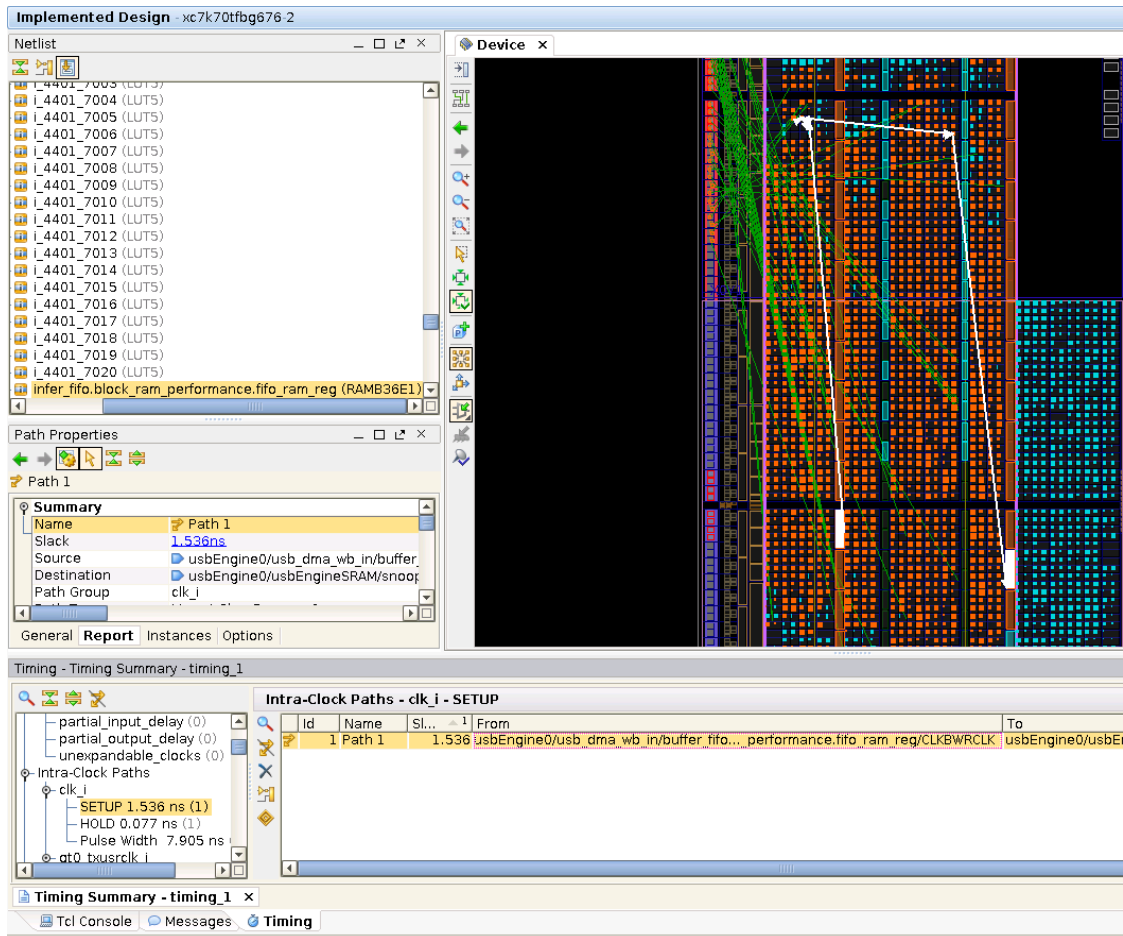 Implemented Design - xc7k70tfbg676-2
Netlist
i_4401_7003 (LUT5)
i_4401_7004 (LUT5)
i_4401_7005 (LUT5)
i_4401_7006 (LUT5)
i_4401_7007 (LUT5)
i_4401_7008 (LUT5)
i_4401_7009 (LUT5)
i_4401_7010 (LUT5)
i_4401_7011 (LUT5)
i_4401_7012 (LUT5)
i_4401_7013 (LUT5)
i_4401_7014 (LUT5)
i_4401_7015 (LUT5)
i_4401_7016 (LUT5)
i_4401_7017 (LUT5)
i_4401_7018 (LUT5)
i_4401_7019 (LUT5)
i_4401_7020 (LUT5)
infer_fifo.block_ram_performance.fifo_ram_reg (RAMB36E1)
Device
Path Properties
Path 1
Summary
Name Path 1
Slack 1.536ns
Source usbEngine0/usb_dma_wb_in/buffer_
Destination usbEngine0/usbEngineSRAM/snoop
Path Group clk_i
General Report Instances Options
Timing - Timing Summary - timing_1
partial_input_delay (0)
partial_output_delay (0)
unexpandable_clocks (0)
Intra-Clock Paths
clk_i
SETUP 1.536 ns (1)
HOLD 0.077 ns (1)
Pulse Width 7.905 ns
gt0_txusrclk_i
Intra-Clock Paths - clk_i - SETUP
Id Name Sl... 1 From To
1 Path 1 1.536 usbEngine0/usb_dma_wb_in/buffer_fifo..._performance.fifo_ram_reg/CLKBWRCLK usbEngine0/usbEr
Timing Summary - timing_1
Tcl Console Messages Timing